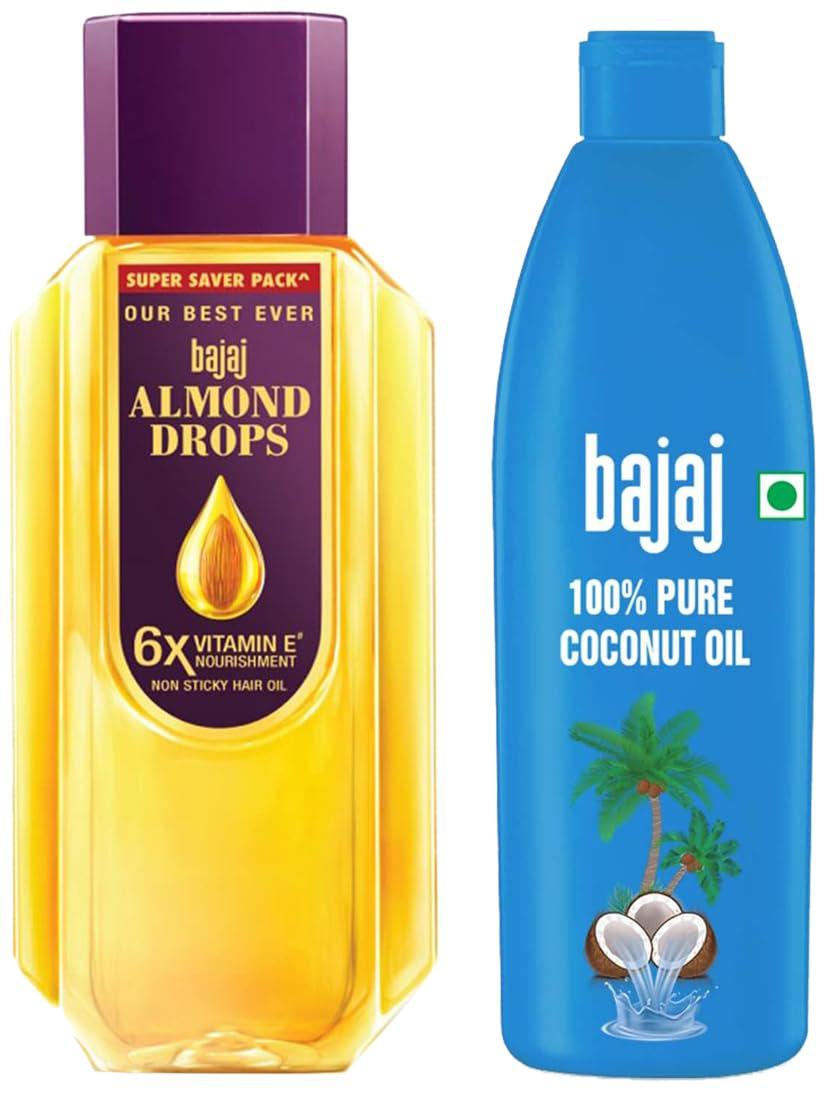 SUPER SAVER PACK^
OUR BEST EVER
bajaj
ALMOND
DROPS
6X VITAMIN E#
NOURISHMENT
NON STICKY HAIR OIL
bajaj
100% PURE
COCONUT OIL